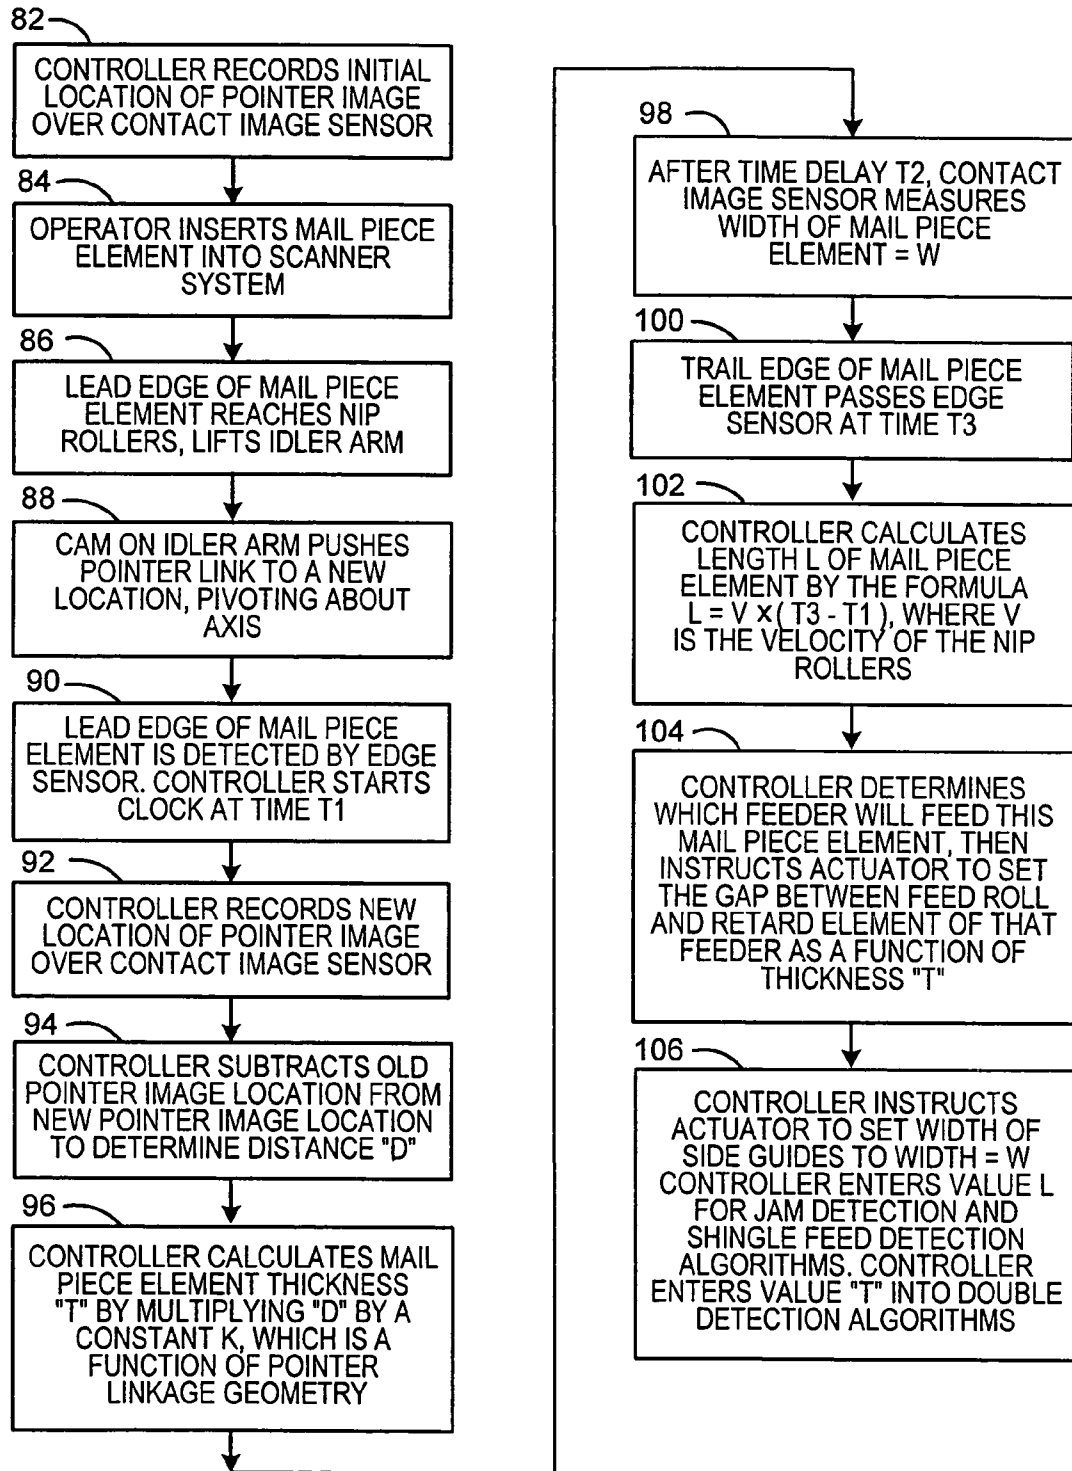 82
CONTROLLER RECORDS INITIAL
LOCATION OF POINTER IMAGE
OVER CONTACT IMAGE SENSOR
84
OPERATOR INSERTS MAIL PIECE
ELEMENT INTO SCANNER
SYSTEM
86
LEAD EDGE OF MAIL PIECE
ELEMENT REACHES NIP
ROLLERS, LIFTS IDLER ARM
88
CAM ON IDLER ARM PUSHES
POINTER LINK TO A NEW
LOCATION, PIVOTING ABOUT
AXIS
90
LEAD EDGE OF MAIL PIECE
ELEMENT IS DETECTED BY EDGE
SENSOR. CONTROLLER STARTS
CLOCK AT TIME T1
92
CONTROLLER RECORDS NEW
LOCATION OF POINTER IMAGE
OVER CONTACT IMAGE SENSOR
94
CONTROLLER SUBTRACTS OLD
POINTER IMAGE LOCATION FROM
NEW POINTER IMAGE LOCATION
TO DETERMINE DISTANCE "D"
96
CONTROLLER CALCULATES MAIL
PIECE ELEMENT THICKNESS
"T" BY MULTIPLYING "D" BY A
CONSTANT K, WHICH IS A
FUNCTION OF POINTER
LINKAGE GEOMETRY
98
AFTER TIME DELAY T2, CONTACT
IMAGE SENSOR MEASURES
WIDTH OF MAIL PIECE
ELEMENT = W
100
TRAIL EDGE OF MAIL PIECE
ELEMENT PASSES EDGE
SENSOR AT TIME T3
102
CONTROLLER CALCULATES
LENGTH L OF MAIL PIECE
ELEMENT BY THE FORMULA
L = V x ( T3 - T1 ), WHERE V
IS THE VELOCITY OF THE NIP
ROLLERS
104
CONTROLLER DETERMINES
WHICH FEEDER WILL FEED THIS
MAIL PIECE ELEMENT, THEN
INSTRUCTS ACTUATOR TO SET
THE GAP BETWEEN FEED ROLL
AND RETARD ELEMENT OF THAT
FEEDER AS A FUNCTION OF
THICKNESS "T"
106
CONTROLLER INSTRUCTS
ACTUATOR TO SET WIDTH OF
SIDE GUIDES TO WIDTH = W
CONTROLLER ENTERS VALUE L
FOR JAM DETECTION AND
SHINGLE FEED DETECTION
ALGORITHMS. CONTROLLER
ENTERS VALUE "T" INTO DOUBLE
DETECTION ALGORITHMS